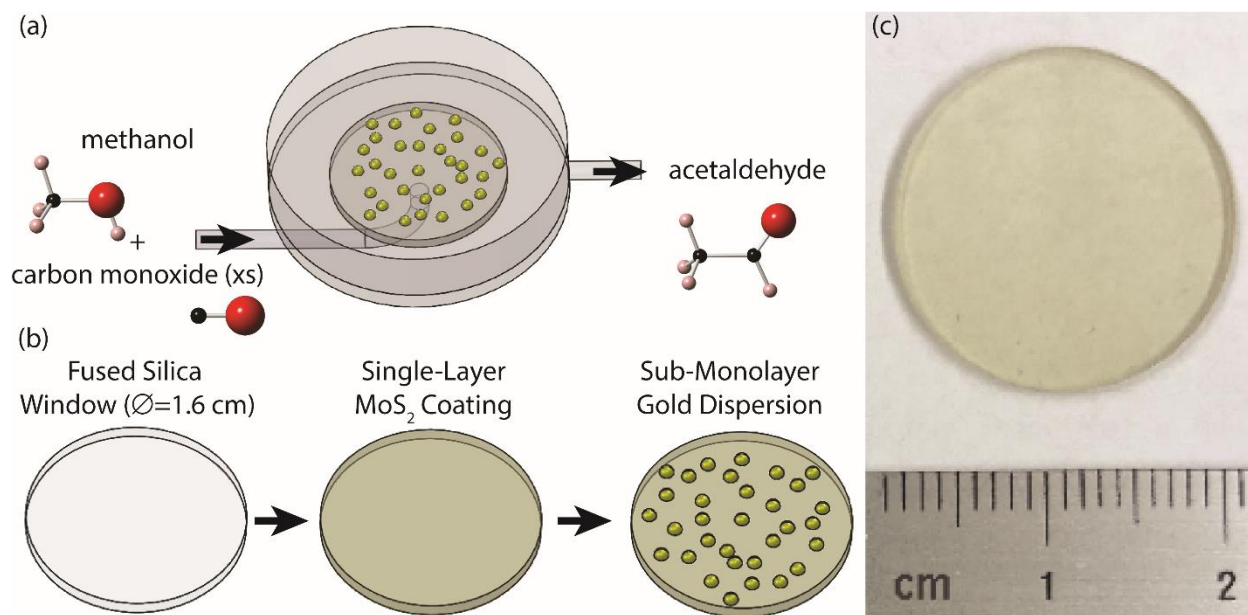 (a)
methanol
+
carbon monoxide (xs)
acetaldehyde
(b)
Fused Silica
Window (∅=1.6 cm)
Single-Layer
MoS₂ Coating
Sub-Monolayer
Gold Dispersion
(c)
cm 1 2